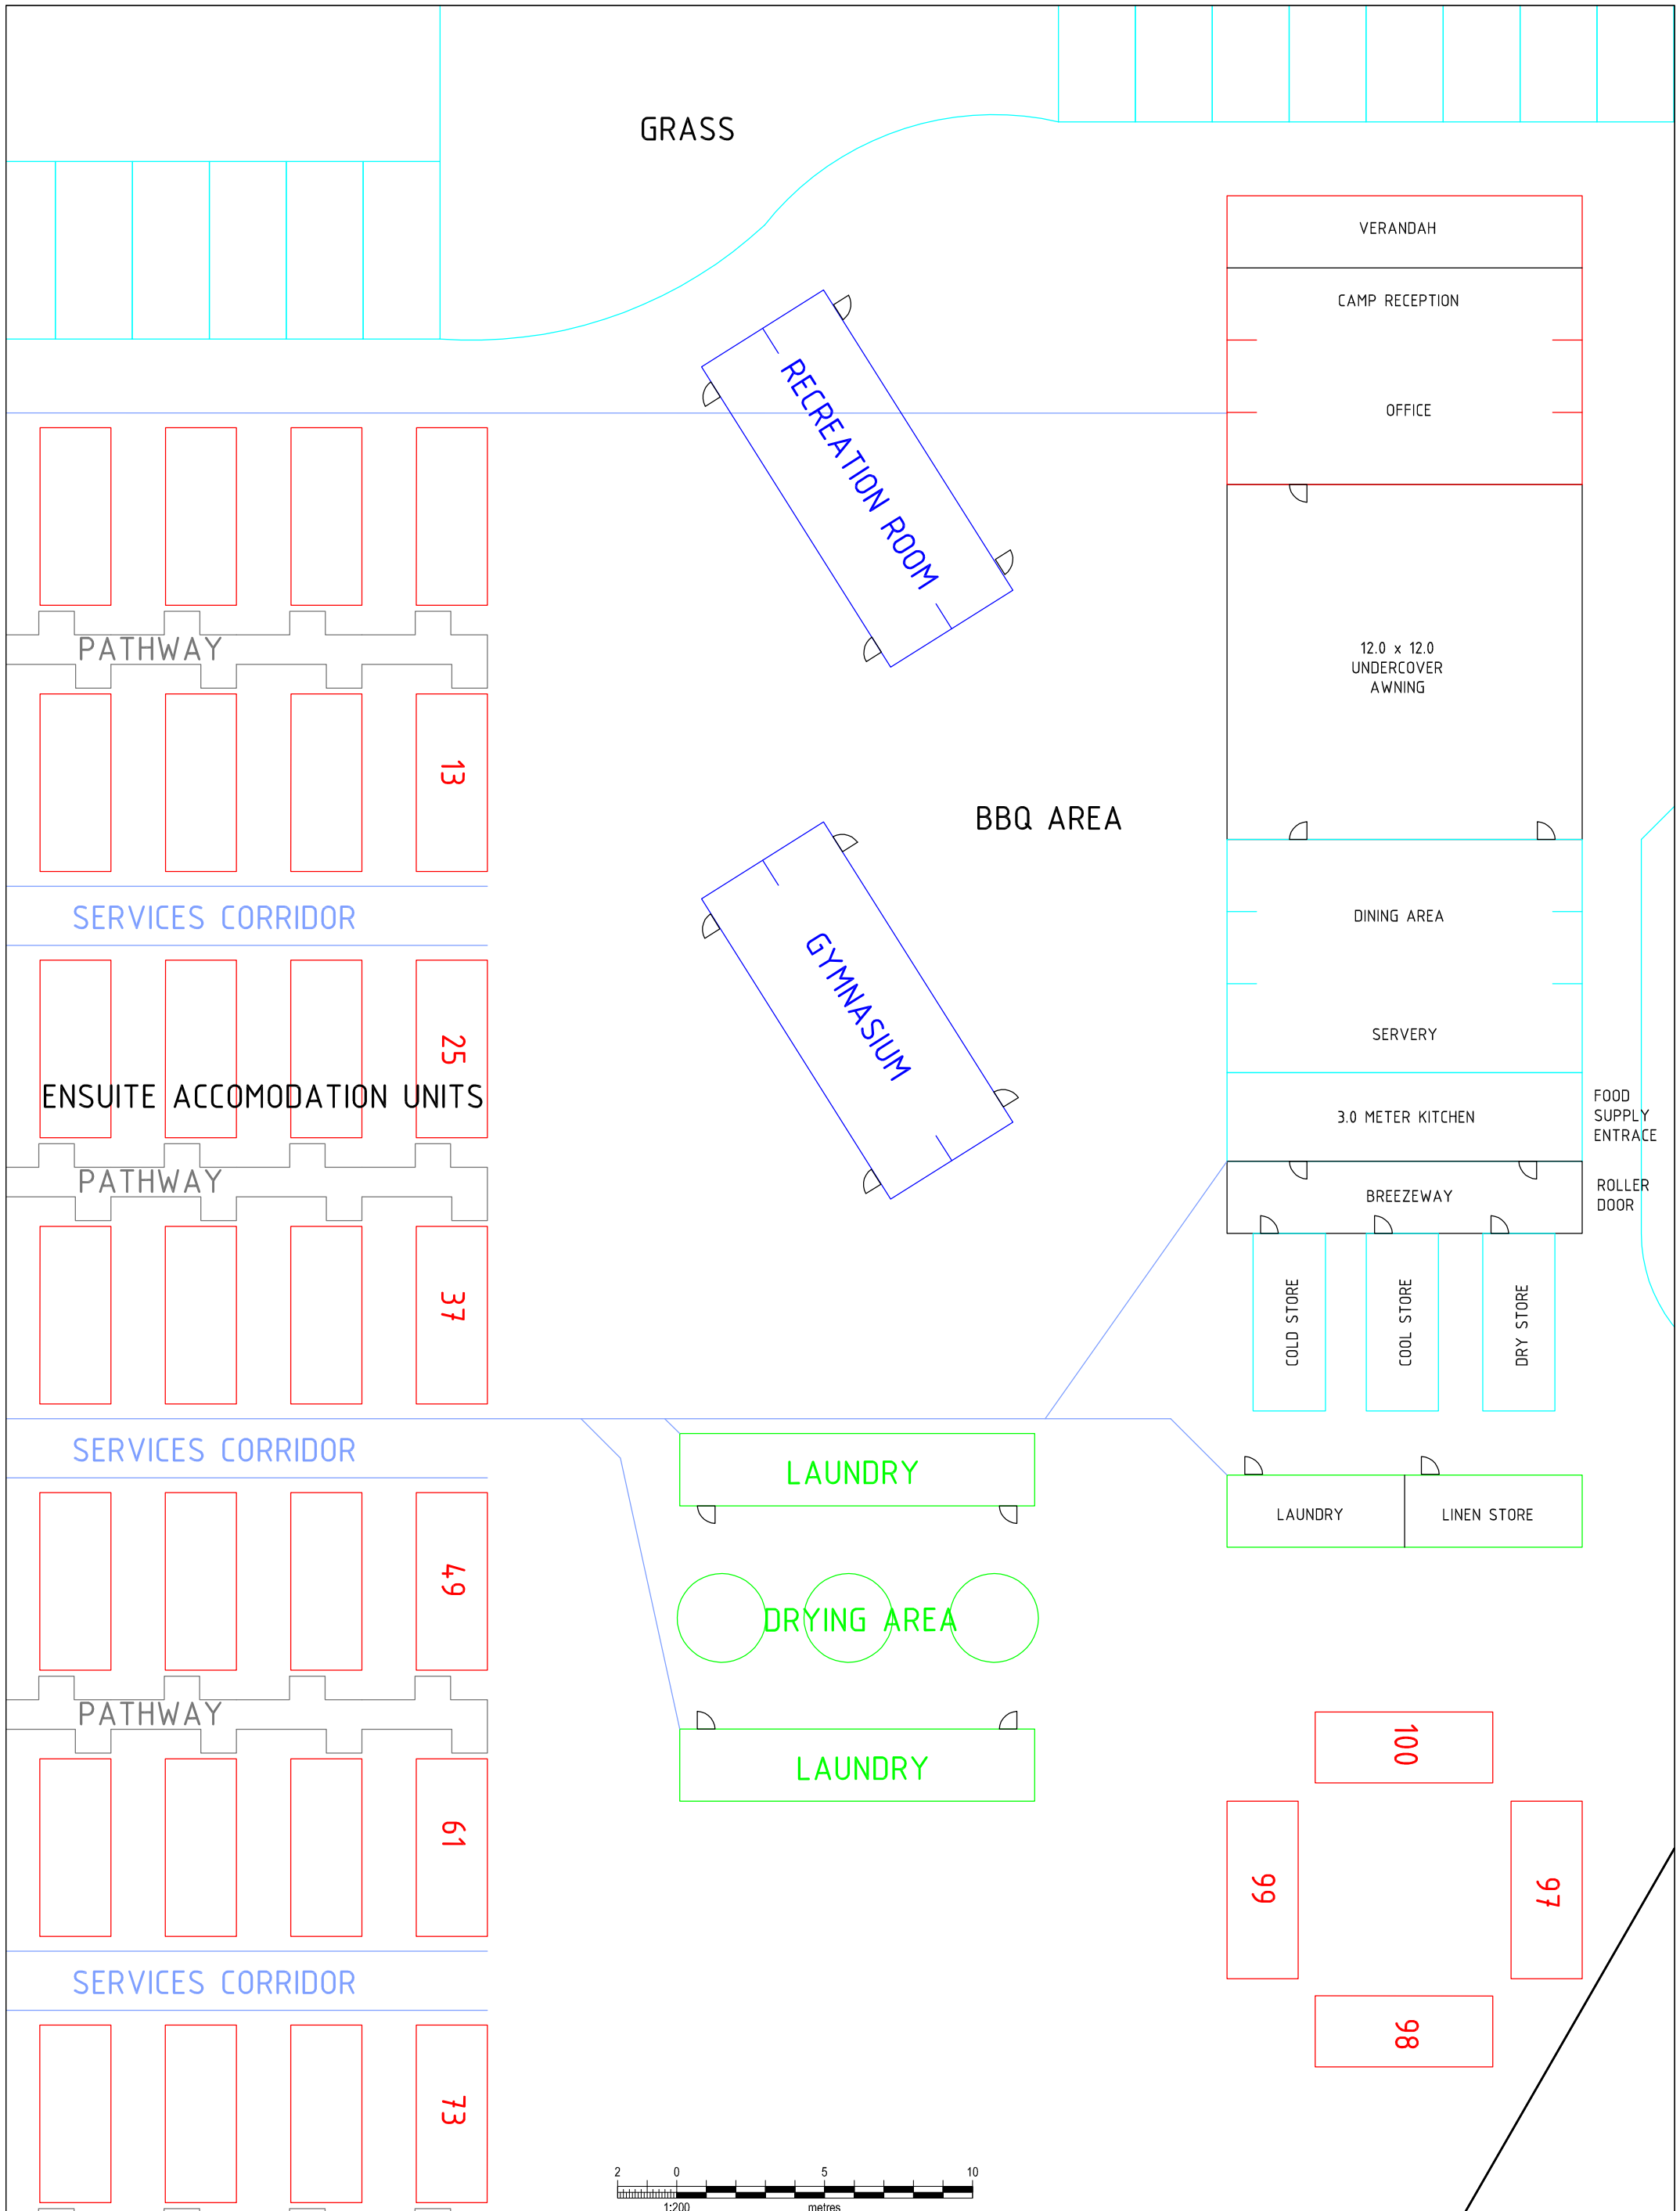 GRASS
VERANDAH
CAMP RECEPTION
OFFICE
RECREATION ROOM
PATHWAY
12.0 x 12.0
UNDERCOVER
AWNING
13
BBQ AREA
SERVICES CORRIDOR
DINING AREA
GYMNASIUM
25
SERVERY
ENSUITE ACCOMODATION UNITS
3.0 METER KITCHEN
FOOD
SUPPLY
ENTRACE
PATHWAY
BREEZEWAY
ROLLER
DOOR
37
COLD STORE
COOL STORE
DRY STORE
SERVICES CORRIDOR
LAUNDRY
LAUNDRY
LINEN STORE
49
DRYING AREA
PATHWAY
LAUNDRY
100
61
99
97
SERVICES CORRIDOR
98
73
2 0 5 10
1:200 metres